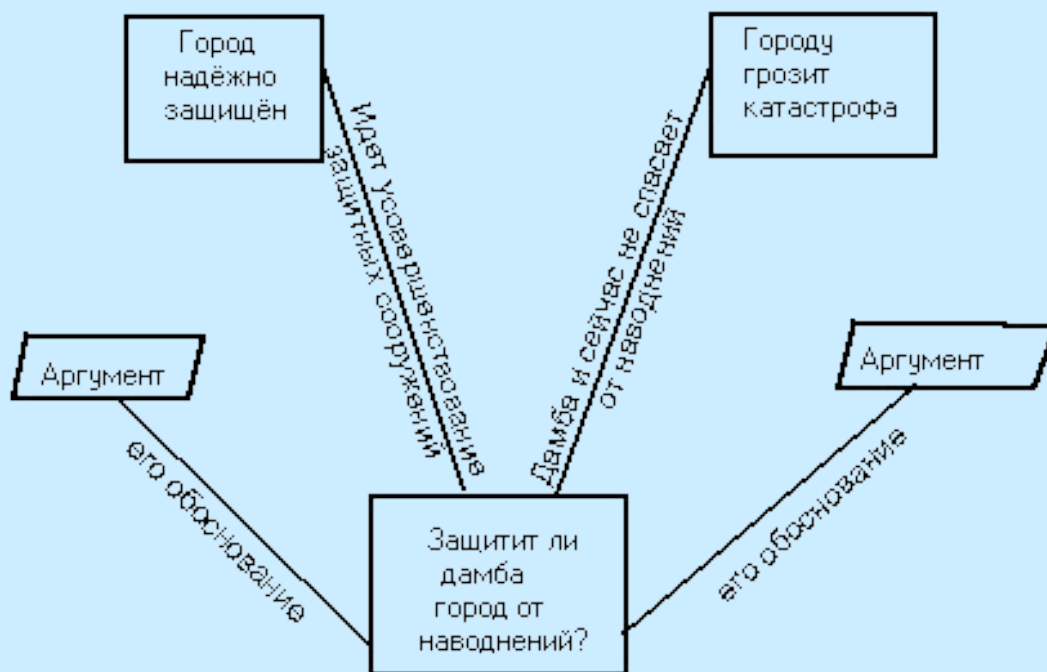 Город
надёжно
защищён
Городу
грозит
катастрофа
Идет усовершенствование
защитных сооружений
Дамба и сейчас не спасает
от наводнений
Аргумент
Аргумент
его обоснование
его обоснование
Защитит ли
дамба
город от
наводнений?